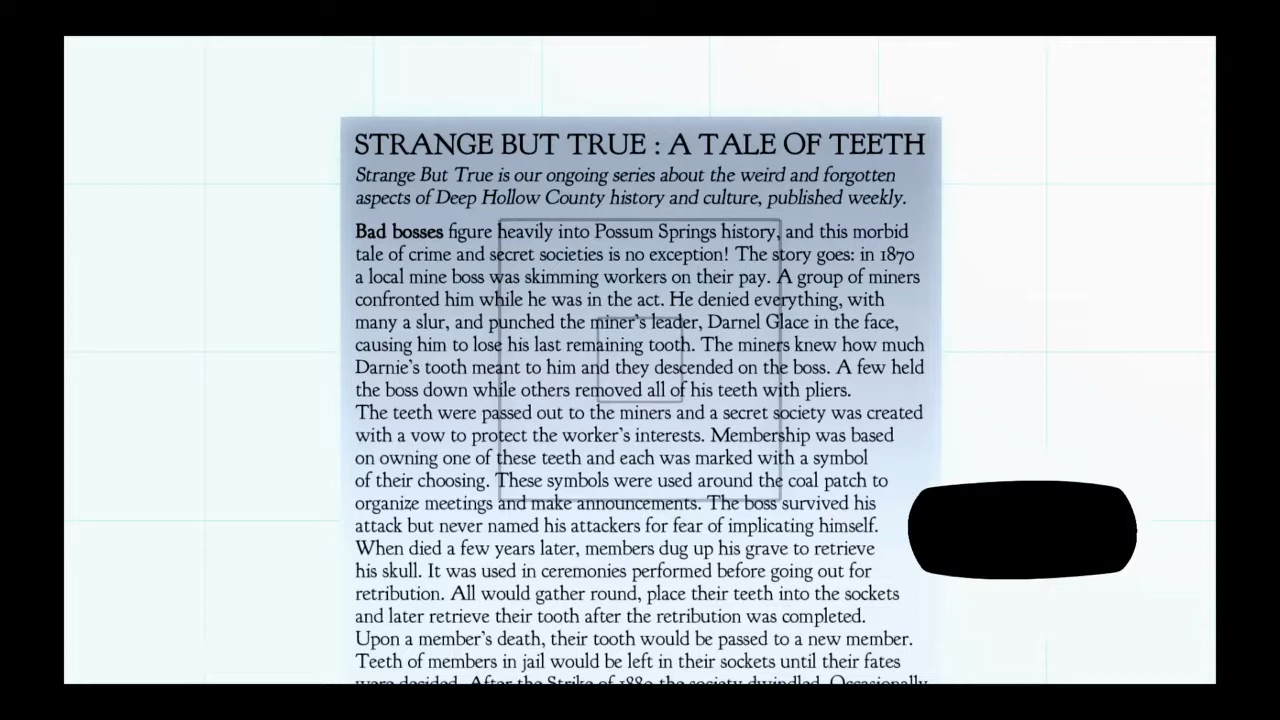 STRANGE BUT TRUE : A TALE OF TEETH
Strange But True is our ongoing series about the weird and forgotten
aspects of Deep Hollow County history and culture, published weekly.
Bad bosses figure heavily into Possum Springs history, and this morbid
tale of crime and secret societies is no exception! The story goes: in 1870
a local mine boss was skimming workers on their pay. A group of miners
confronted him while he was in the act. He denied everything, with
many a slur, and punched the miner's leader, Darnel Glace in the face,
causing him to lose his last remaining tooth. The miners knew how much
Darnie's tooth meant to him and they descended on the boss. A few held
the boss down while others removed all of his teeth with pliers.
The teeth were passed out to the miners and a secret society was created
with a vow to protect the worker's interests. Membership was based
on owning one of these teeth and each was marked with a symbol
of their choosing. These symbols were used around the coal patch to
organize meetings and make announcements. The boss survived his
attack but never named his attackers for fear of implicating himself.
When died a few years later, members dug up his grave to retrieve
his skull. It was used in ceremonies performed before going out for
retribution. All would gather round, place their teeth into the sockets
and later retrieve their tooth after the retribution was completed.
Upon a member's death, their tooth would be passed to a new member.
Teeth of members in jail would be left in their sockets until their fates
were decided. After the Strike of 1880 the society dwindled. Occasionally